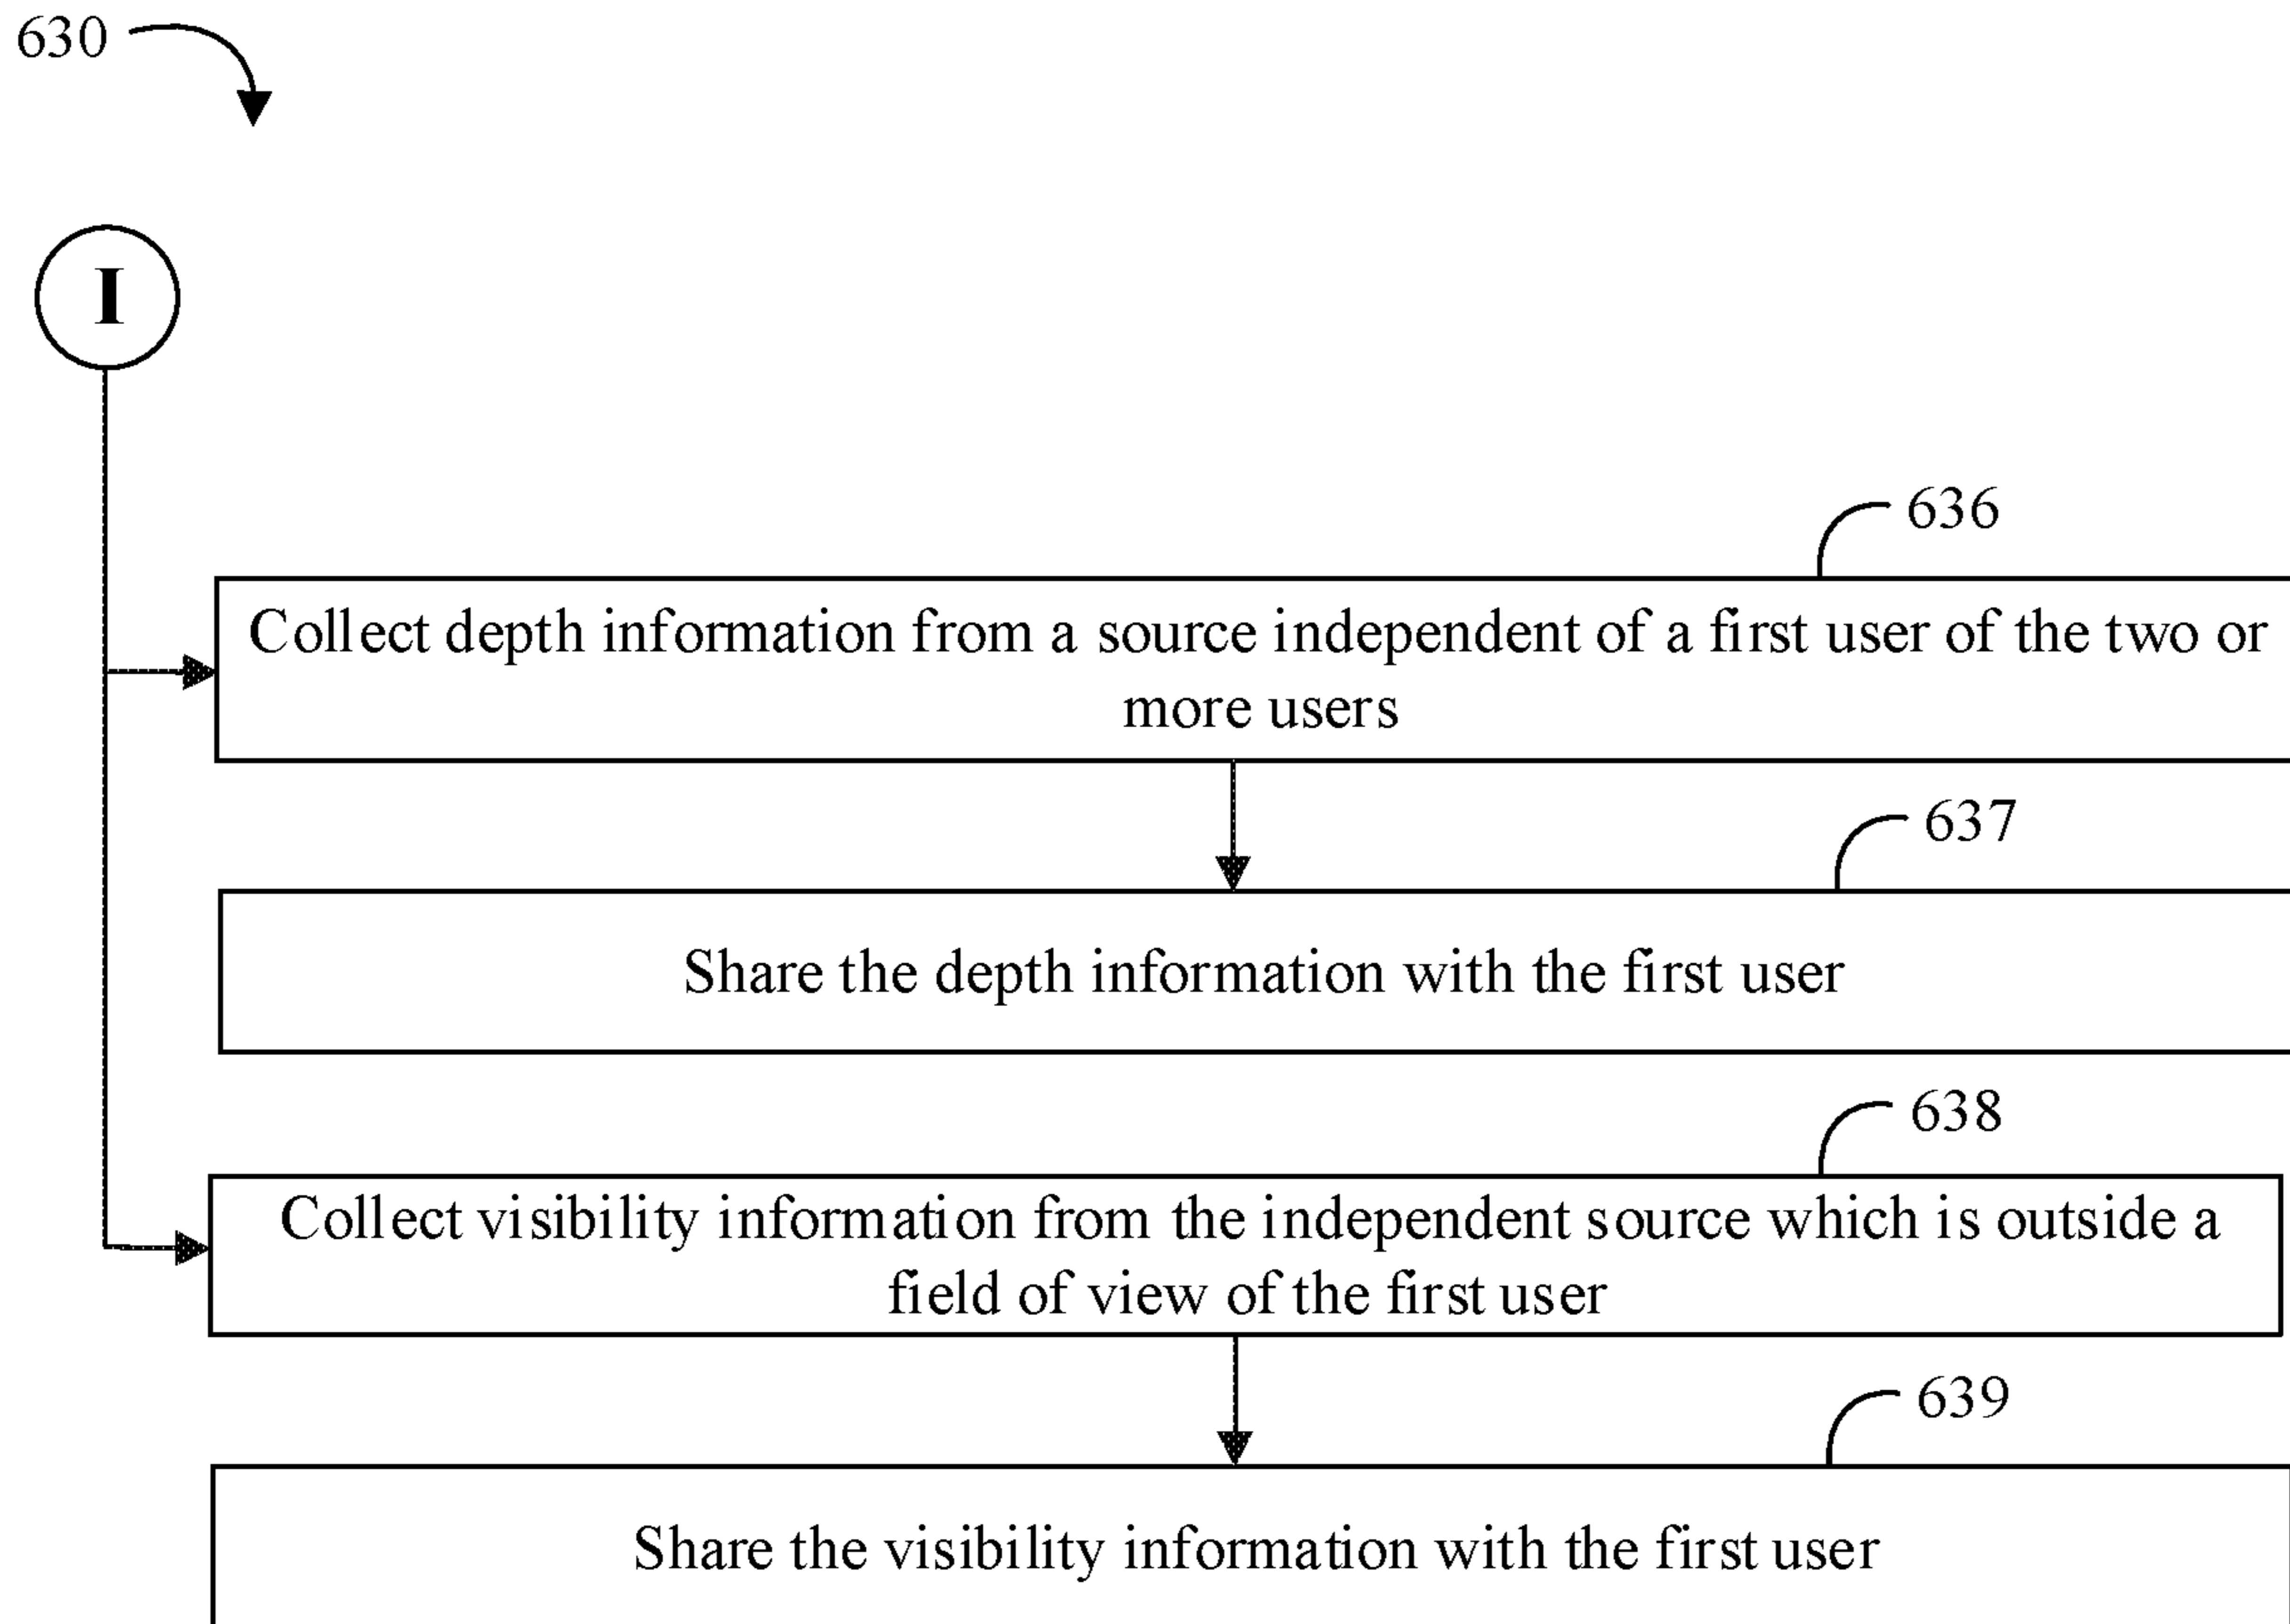 630
I
636
Collect depth information from a source independent of a first user of the two or
more users
637
Share the depth information with the first user
638
Collect visibility information from the independent source which is outside a
field of view of the first user
639
Share the visibility information with the first user